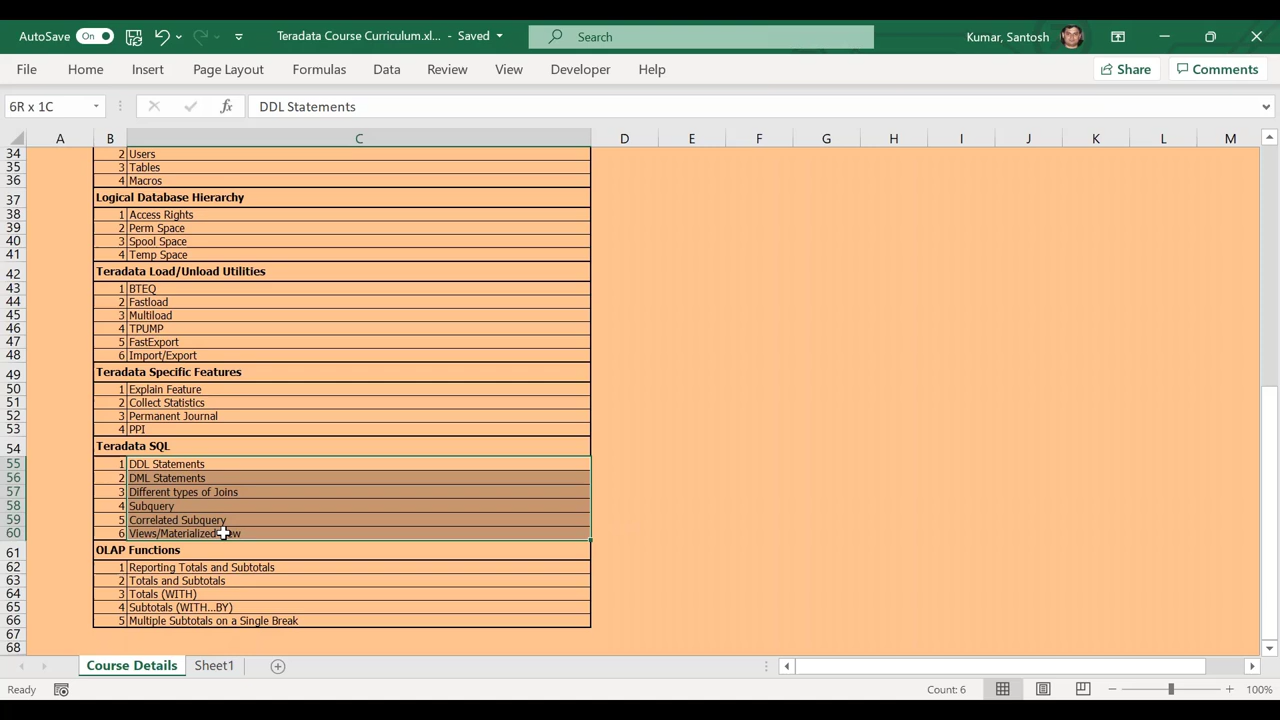 AutoSave On Teradata Course Curriculum.xl... - Saved Search Kumar, Santosh
File Home Insert Page Layout Formulas Data Review View Developer Help Share Comments
6R x 1C fx DDL Statements
A B C D E F G H I J K L M
34 2 Users
35 3 Tables
36 4 Macros
37 Logical Database Hierarchy
38 1 Access Rights
39 2 Perm Space
40 3 Spool Space
41 4 Temp Space
42 Teradata Load/Unload Utilities
43 1 BTEQ
44 2 Fastload
45 3 Multiload
46 4 TPUMP
47 5 FastExport
48 6 Import/Export
49 Teradata Specific Features
50 1 Explain Feature
51 2 Collect Statistics
52 3 Permanent Journal
53 4 PPI
54 Teradata SQL
55 1 DDL Statements
56 2 DML Statements
57 3 Different types of Joins
58 4 Subquery
59 5 Correlated Subquery
60 6 Views/Materialized
61 OLAP Functions
62 1 Reporting Totals and Subtotals
63 2 Totals and Subtotals
64 3 Totals (WITH)
65 4 Subtotals (WITH...BY)
66 5 Multiple Subtotals on a Single Break
67
68
Course Details Sheet1
Ready Count: 6 100%